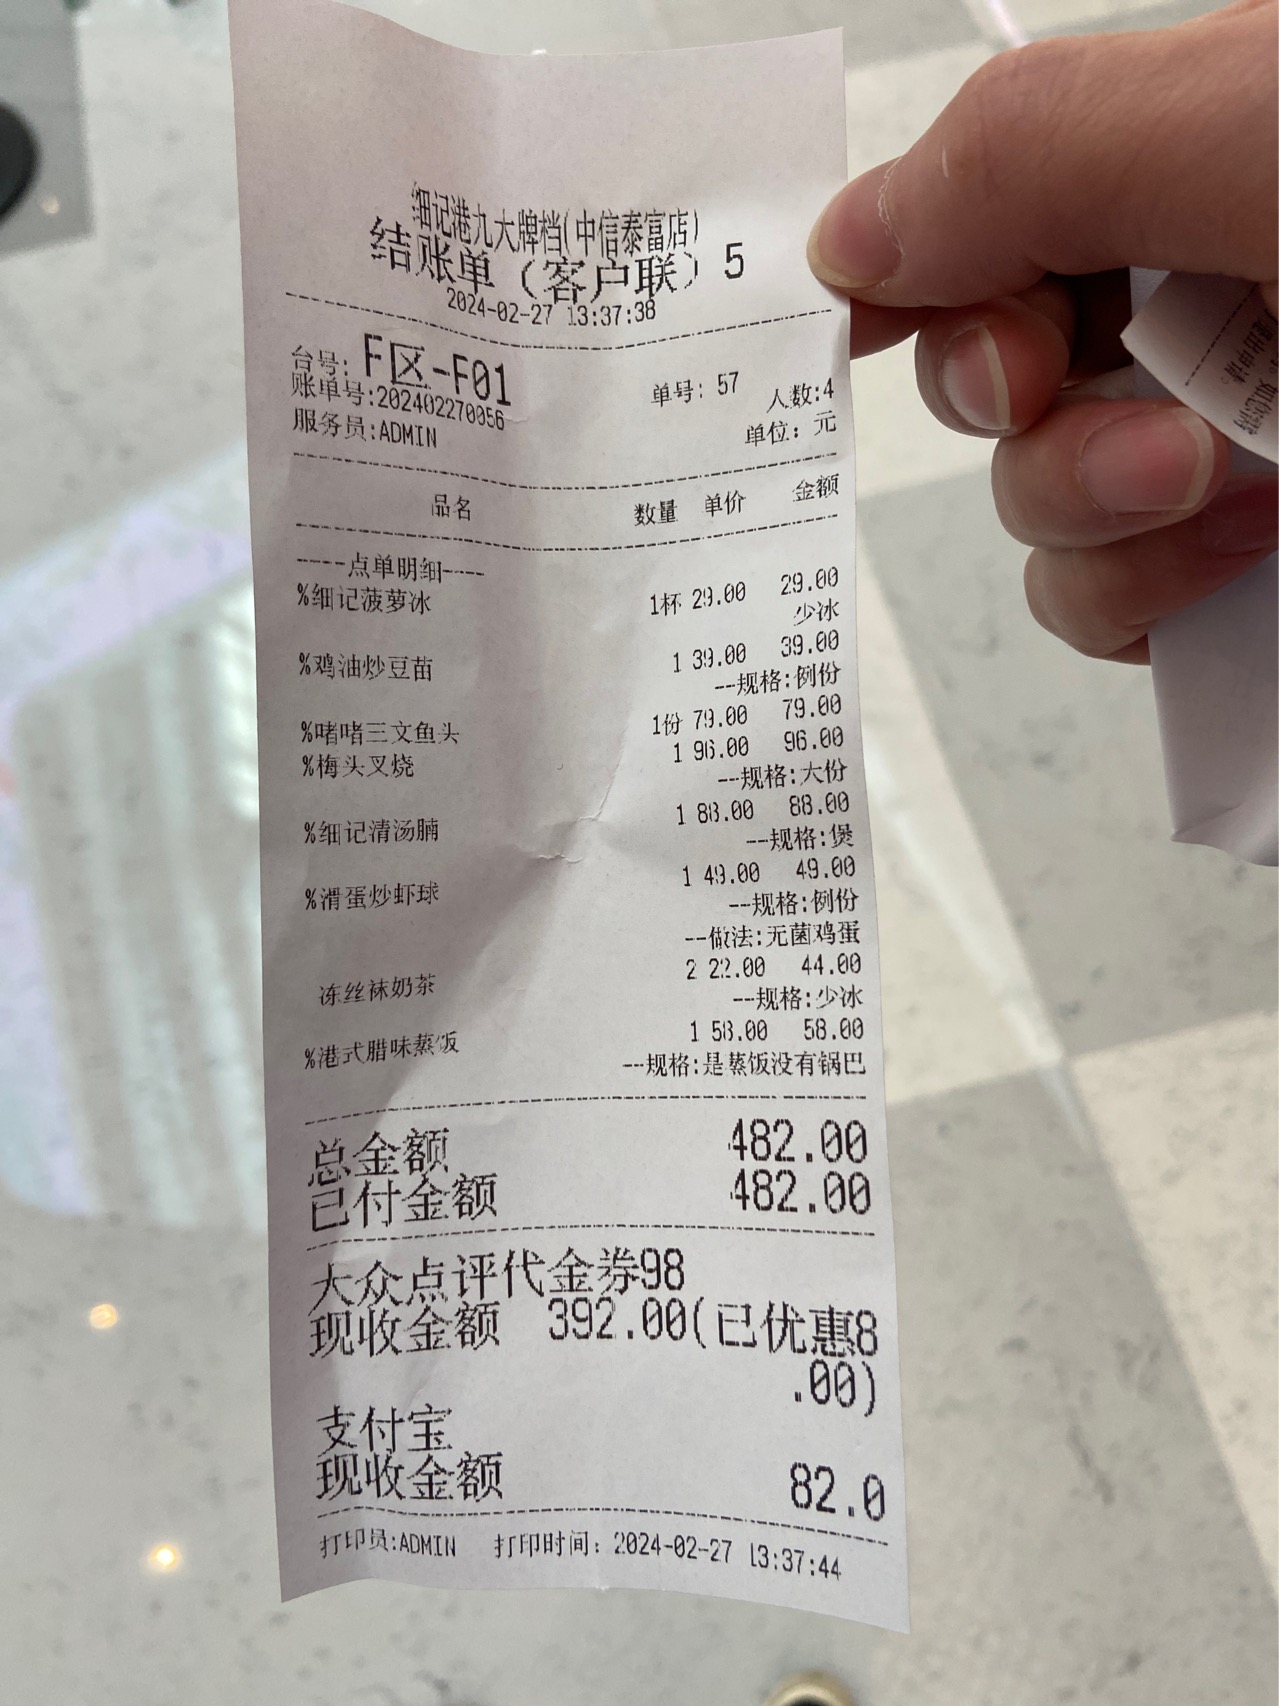 细记港九大牌档(中信泰富店)
结账单（客户联）5
2024-02-27 13:37:38
台号: F区-F01 单号: 57
账单号:202402270056 人数:4
服务员:ADMIN 单位: 元
品名 数量 单价 金额
----点单明细----
%细记菠萝冰 1杯 29.00 29.00
少冰
%鸡油炒豆苗 1 39.00 39.00
---规格:例份
%啫啫三文鱼头 1份 79.00 79.00
%梅头叉烧 1 96.00 96.00
---规格:大份
%细记清汤腩 1 88.00 88.00
---规格:煲
%滑蛋炒虾球 1 49.00 49.00
---规格:例份
--做法:无菌鸡蛋
冻丝袜奶茶 2 22.00 44.00
---规格:少冰
%港式腊味蒸饭 1 58.00 58.00
---规格:是蒸饭没有锅巴
总金额 482.00
已付金额 482.00
大众点评代金券98
现收金额 392.00(已优惠8
.00)
支付宝
现收金额 82.0
打印员:ADMIN 打印时间: 2024-02-27 13:37:44